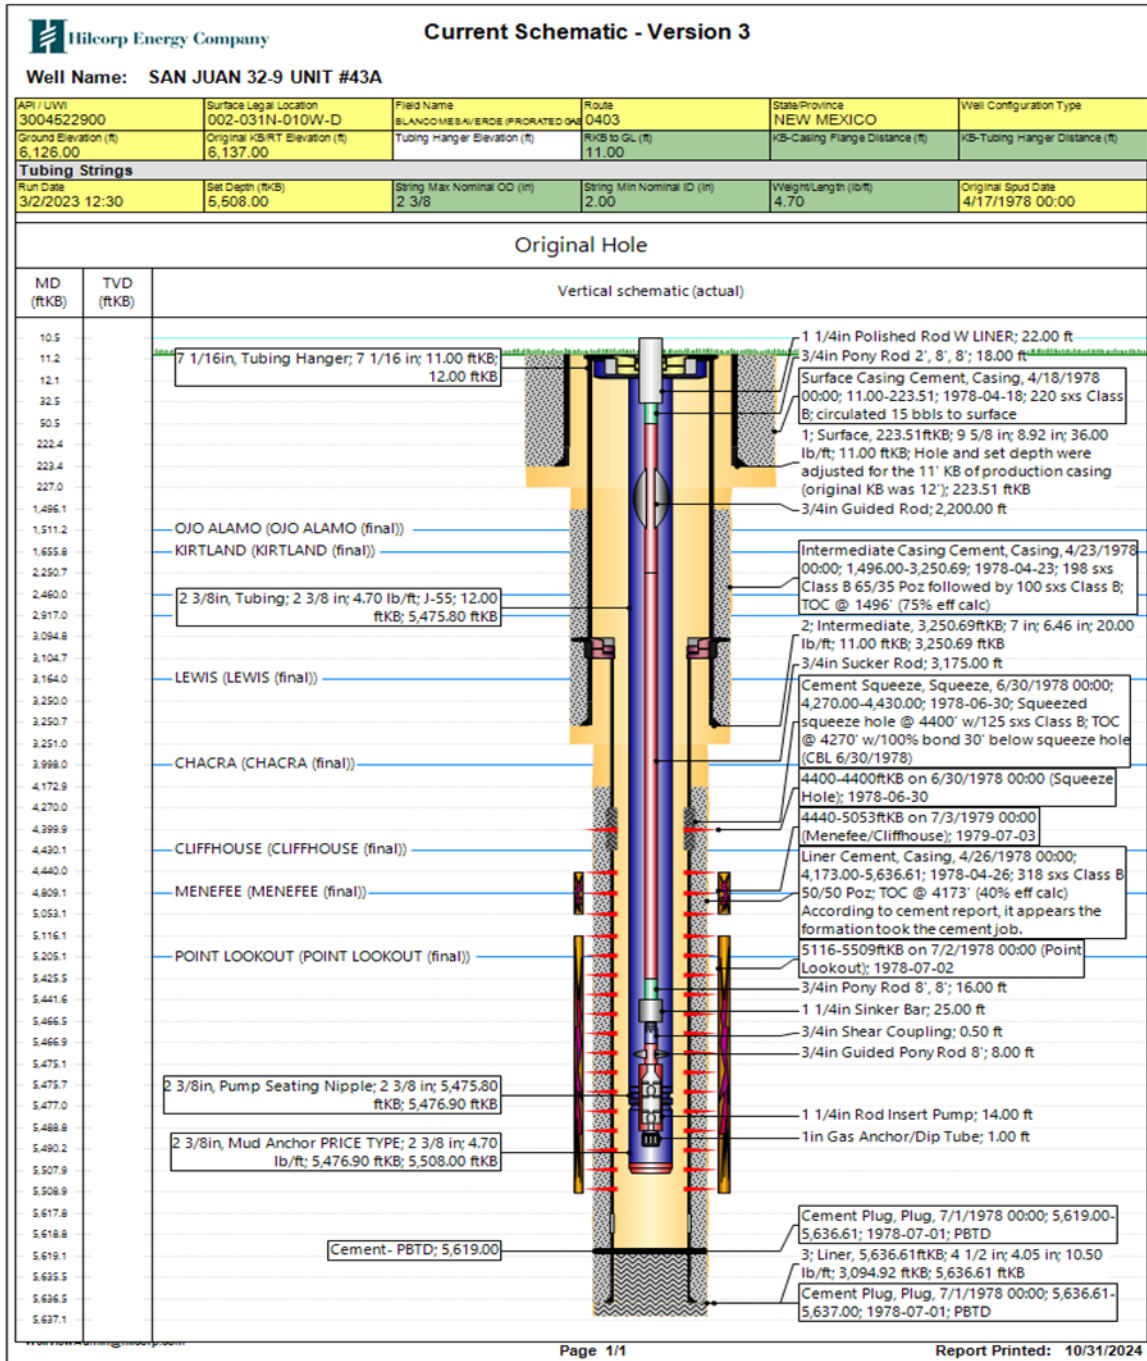 Hilcorp Energy Company
Current Schematic - Version 3
Well Name: SAN JUAN 32-9 UNIT #43A
API / UWI
3004522900
Surface Legal Location
002-031N-010W-D
Field Name
BLANCO MESAVERDE (PRORATED GAS
Route
0403
State/Province
NEW MEXICO
Well Configuration Type
Ground Elevation (ft)
6,126.00
Original KB/RT Elevation (ft)
6,137.00
Tubing Hanger Elevation (ft)
RKB to GL (ft)
11.00
KB-Casing Flange Distance (ft)
KB-Tubing Hanger Distance (ft)
Tubing Strings
Run Date
3/2/2023 12:30
Set Depth (ftKB)
5,508.00
String Max Nominal OD (in)
2 3/8
String Min Nominal ID (in)
2.00
Weight/Length (lb/ft)
4.70
Original Spud Date
4/17/1978 00:00
Original Hole
MD
(ftKB)
TVD
(ftKB)
Vertical schematic (actual)
10.5
11.2
12.1
32.5
50.5
222.4
223.4
227.0
1,496.1
1,511.2
1,655.8
2,250.7
2,460.0
2,917.0
3,094.8
3,104.7
3,164.0
3,250.0
3,250.7
3,251.0
3,998.0
4,172.9
4,270.0
4,399.9
4,430.1
4,440.0
4,809.1
5,053.1
5,116.1
5,205.1
5,425.5
5,441.6
5,466.5
5,466.9
5,475.1
5,475.7
5,477.0
5,488.8
5,490.2
5,507.9
5,508.9
5,617.8
5,618.8
5,619.1
5,635.5
5,636.5
5,637.1
7 1/16in, Tubing Hanger; 7 1/16 in; 11.00 ftKB;
12.00 ftKB
OJO ALAMO (OJO ALAMO (final))
KIRTLAND (KIRTLAND (final))
2 3/8in, Tubing; 2 3/8 in; 4.70 lb/ft; J-55; 12.00
ftKB; 5,475.80 ftKB
LEWIS (LEWIS (final))
CHACRA (CHACRA (final))
CLIFFHOUSE (CLIFFHOUSE (final))
MENEFEE (MENEFEE (final))
POINT LOOKOUT (POINT LOOKOUT (final))
2 3/8in, Pump Seating Nipple; 2 3/8 in; 5,475.80
ftKB; 5,476.90 ftKB
2 3/8in, Mud Anchor PRICE TYPE; 2 3/8 in; 4.70
lb/ft; 5,476.90 ftKB; 5,508.00 ftKB
Cement- PBTD; 5,619.00
1 1/4in Polished Rod W LINER; 22.00 ft
3/4in Pony Rod 2', 8', 8'; 18.00 ft
Surface Casing Cement, Casing, 4/18/1978
00:00; 11.00-223.51; 1978-04-18; 220 sxs Class
B; circulated 15 bbls to surface
1; Surface, 223.51ftKB; 9 5/8 in; 8.92 in; 36.00
lb/ft; 11.00 ftKB; Hole and set depth were
adjusted for the 11' KB of production casing
(original KB was 12'); 223.51 ftKB
3/4in Guided Rod; 2,200.00 ft
Intermediate Casing Cement, Casing, 4/23/1978
00:00; 1,496.00-3,250.69; 1978-04-23; 198 sxs
Class B 65/35 Poz followed by 100 sxs Class B;
TOC @ 1496' (75% eff calc)
2; Intermediate, 3,250.69ftKB; 7 in; 6.46 in; 20.00
lb/ft; 11.00 ftKB; 3,250.69 ftKB
3/4in Sucker Rod; 3,175.00 ft
Cement Squeeze, Squeeze, 6/30/1978 00:00;
4,270.00-4,430.00; 1978-06-30; Squeezed
squeeze hole @ 4400' w/125 sxs Class B; TOC
@ 4270' w/100% bond 30' below squeeze hole
(CBL 6/30/1978)
4400-4400ftKB on 6/30/1978 00:00 (Squeeze
Hole); 1978-06-30
4440-5053ftKB on 7/3/1979 00:00
(Menefee/Cliffhouse); 1979-07-03
Liner Cement, Casing, 4/26/1978 00:00;
4,173.00-5,636.61; 1978-04-26; 318 sxs Class B
50/50 Poz; TOC @ 4173' (40% eff calc)
According to cement report, it appears the
formation took the cement job.
5116-5509ftKB on 7/2/1978 00:00 (Point
Lookout); 1978-07-02
3/4in Pony Rod 8', 8'; 16.00 ft
1 1/4in Sinker Bar; 25.00 ft
3/4in Shear Coupling; 0.50 ft
3/4in Guided Pony Rod 8'; 8.00 ft
1 1/4in Rod Insert Pump; 14.00 ft
1in Gas Anchor/Dip Tube; 1.00 ft
Cement Plug, Plug, 7/1/1978 00:00; 5,619.00-
5,636.61; 1978-07-01; PBTD
3; Liner, 5,636.61ftKB; 4 1/2 in; 4.05 in; 10.50
lb/ft; 3,094.92 ftKB; 5,636.61 ftKB
Cement Plug, Plug, 7/1/1978 00:00; 5,636.61-
5,637.00; 1978-07-01; PBTD
Page 1/1
Report Printed: 10/31/2024